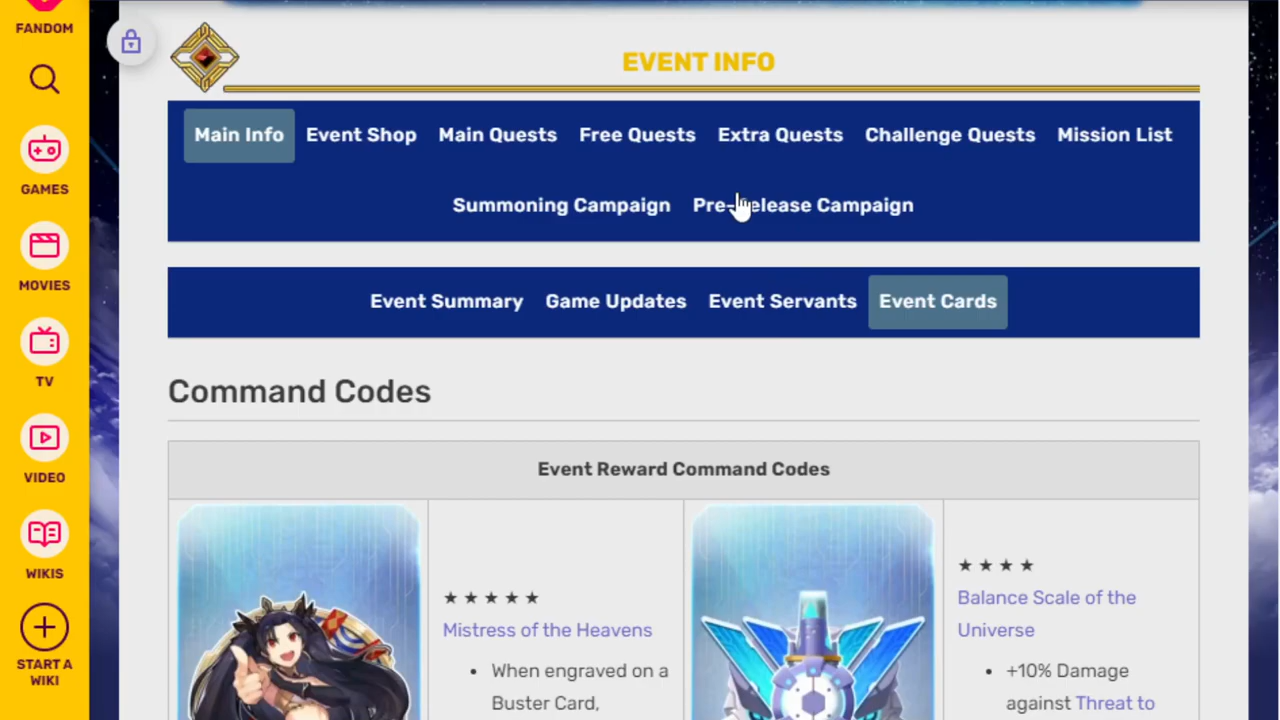 FANDOM
GAMES
MOVIES
TV
VIDEO
WIKIS
START A
WIKI
EVENT INFO
Main Info Event Shop Main Quests Free Quests Extra Quests Challenge Quests Mission List
Summoning Campaign Pre-Release Campaign
Event Summary Game Updates Event Servants Event Cards
Command Codes
Event Reward Command Codes
★ ★ ★ ★ ★
Mistress of the Heavens
• When engraved on a
Buster Card,
★ ★ ★ ★
Balance Scale of the
Universe
• +10% Damage
against Threat to